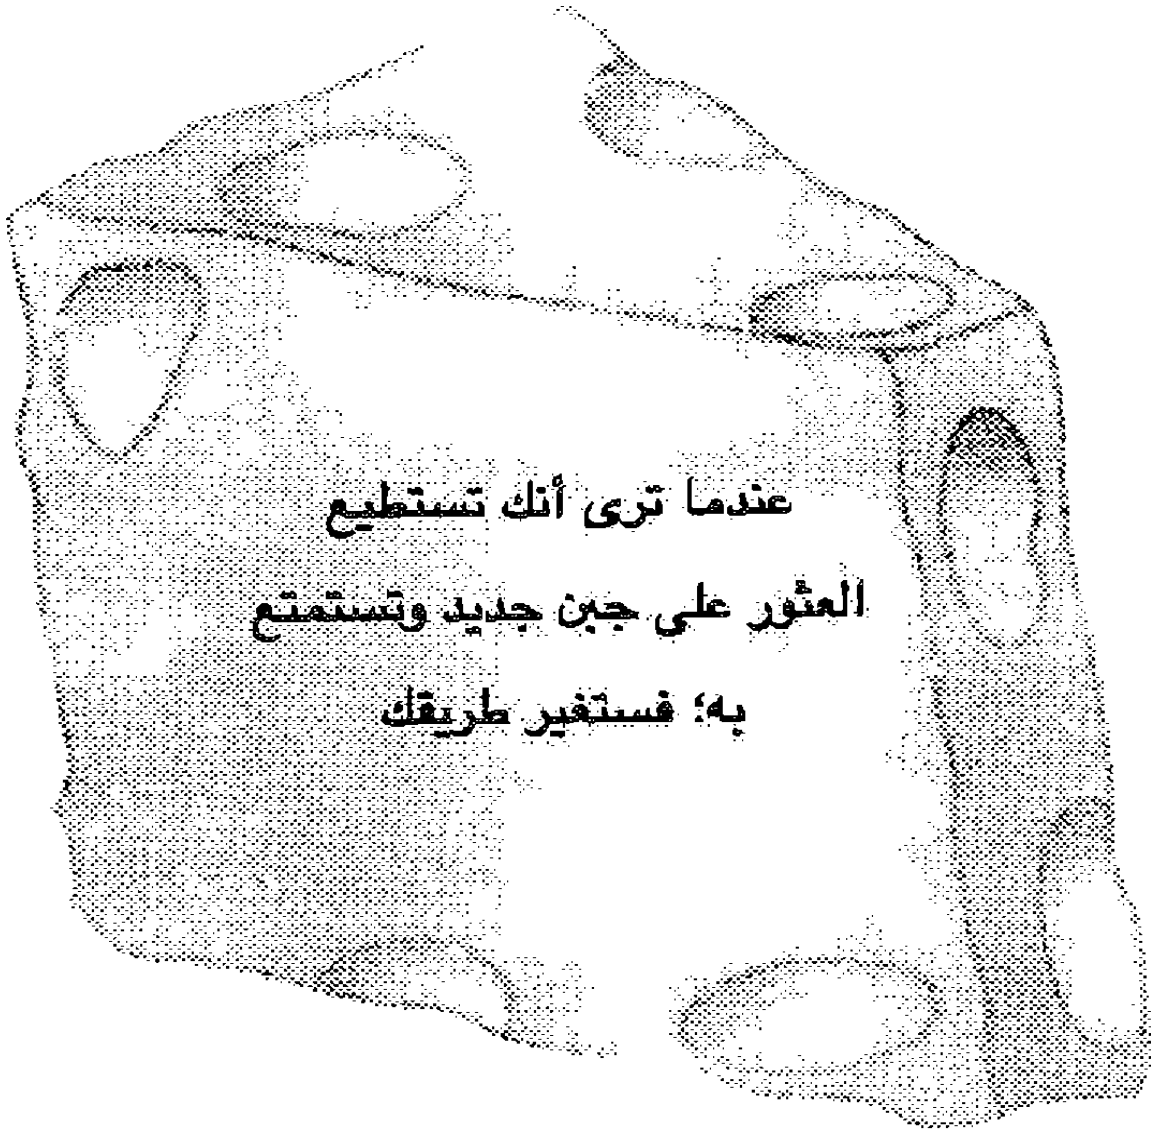 عندما ترى أنك تستطيع
العثور على جبن جديد وتستمتع
به؛ فستغير طريقك